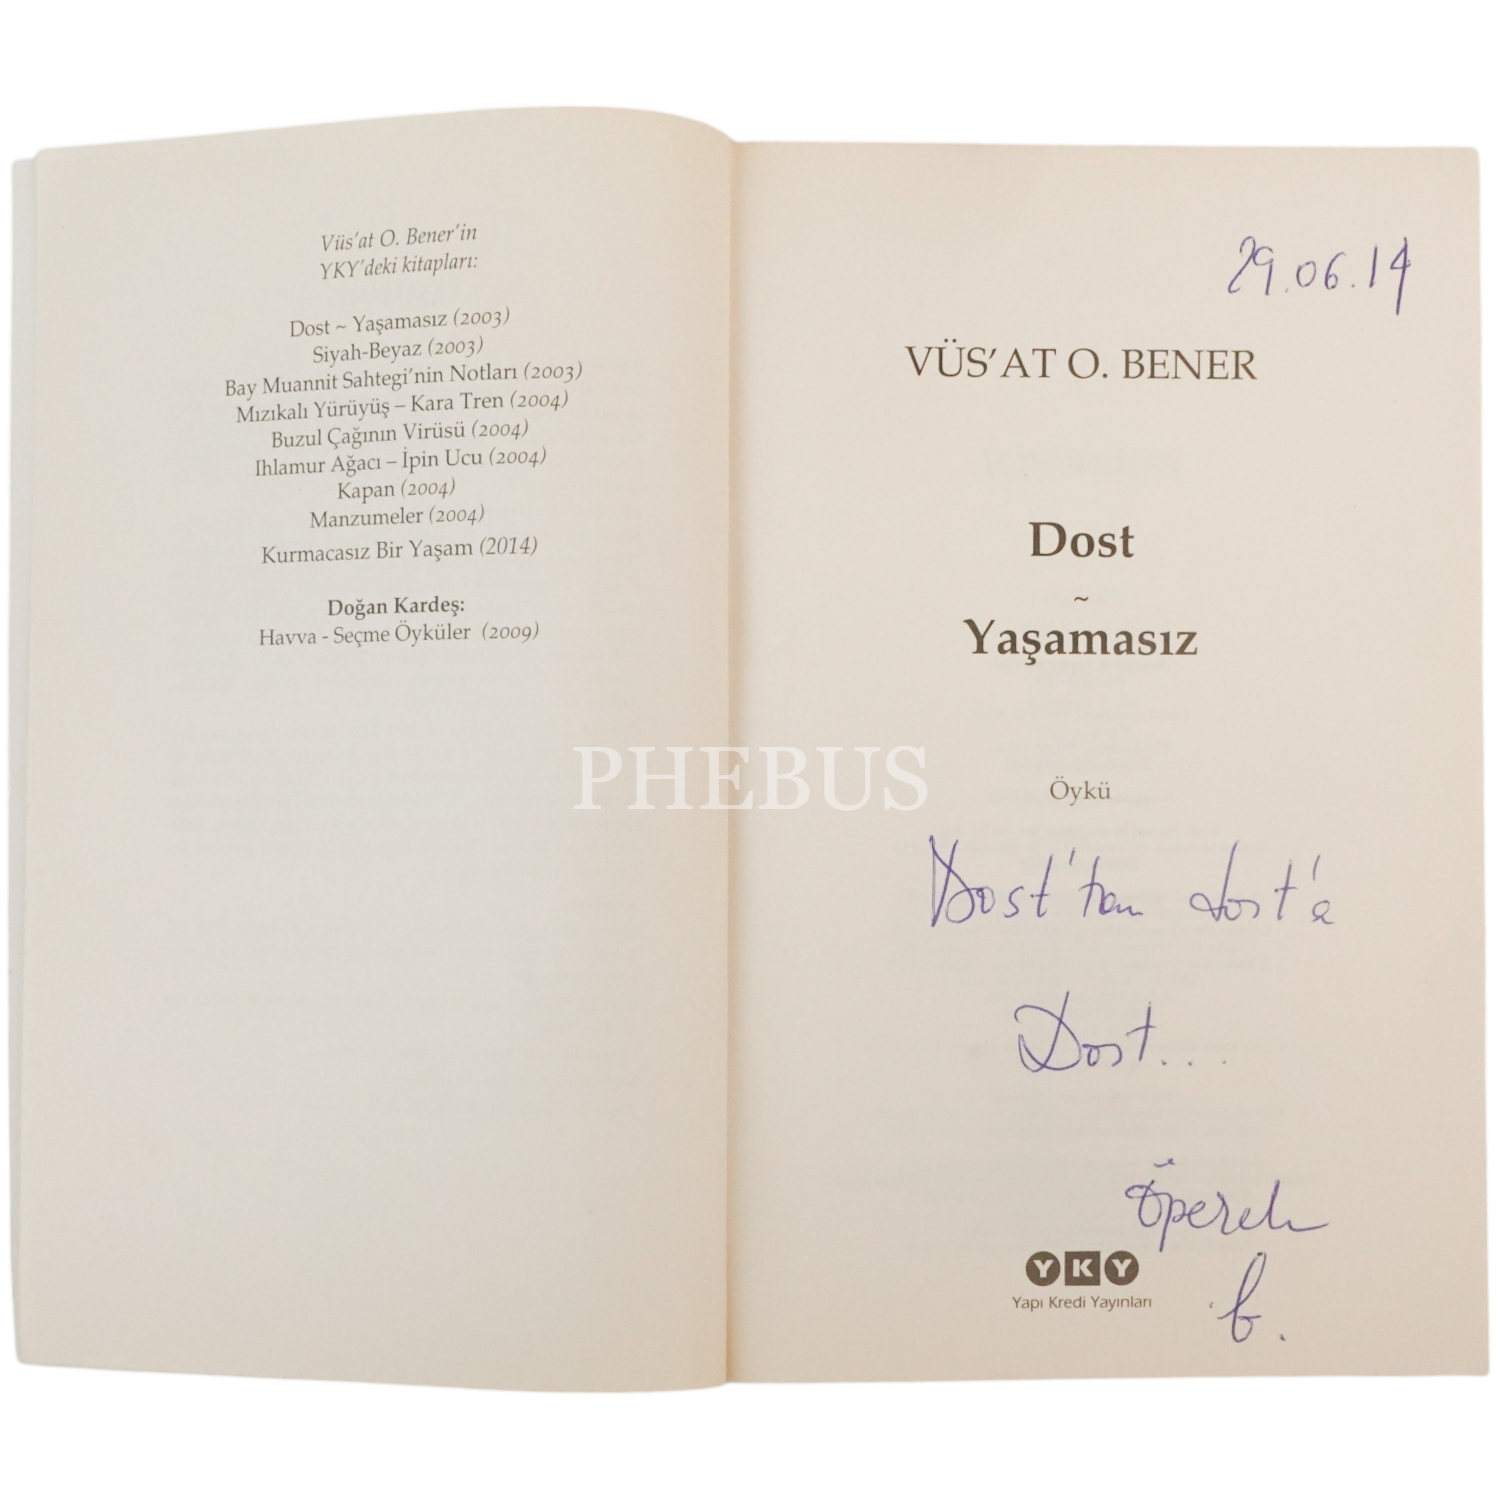 Vüs'at O. Bener'in
YKY'deki kitapları:
Dost ~ Yaşamasız (2003)
Siyah-Beyaz (2003)
Bay Muannit Sahtegi'nin Notları (2003)
Mızıkalı Yürüyüş – Kara Tren (2004)
Buzul Çağının Virüsü (2004)
Ihlamur Ağacı – İpin Ucu (2004)
Kapan (2004)
Manzumeler (2004)
Kurmacasız Bir Yaşam (2014)
Doğan Kardeş:
Havva - Seçme Öyküler (2009)
29.06.14
VÜS'AT O. BENER
Dost
~
Yaşamasız
PHEBUS
Öykü
Dost'tan dost'a
Dost...
Öperek
YKY
Yapı Kredi Yayınları
b.